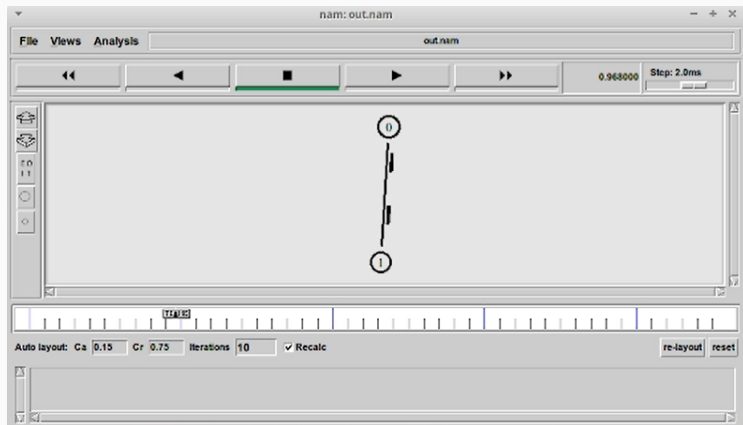 nam: out.nam
File Views Analysis out.nam
0.968000 Step: 2.0ms
0
1
TIME
Auto layout: Ca 0.15 Cr 0.75 Iterations 10 Recalc re-layout reset